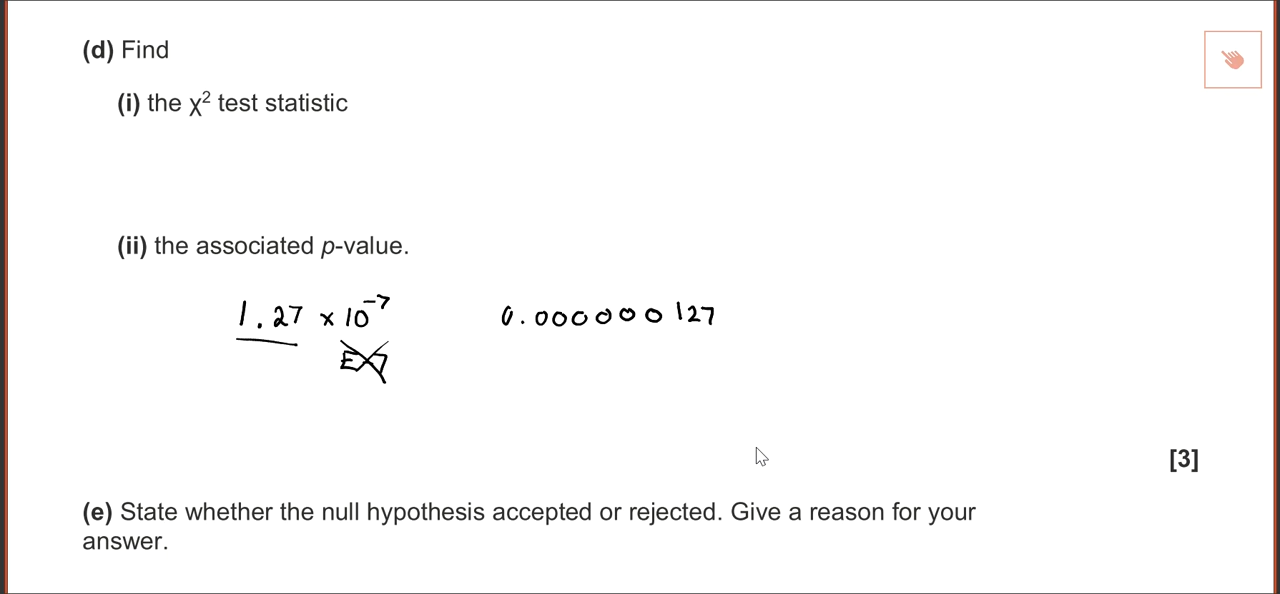 (d) Find
(i) the χ² test statistic
(ii) the associated p-value.
1.27 × 10⁻⁷ 0.000000127
[3]
(e) State whether the null hypothesis accepted or rejected. Give a reason for your
answer.